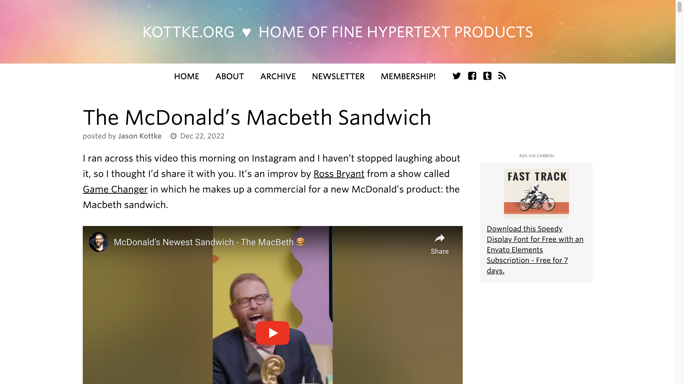 KOTTKE.ORG ♥ HOME OF FINE HYPERTEXT PRODUCTS
HOME ABOUT ARCHIVE NEWSLETTER MEMBERSHIP!
The McDonald’s Macbeth Sandwich
posted by Jason Kottke Dec 22, 2022
I ran across this video this morning on Instagram and I haven’t stopped laughing about
it, so I thought I’d share it with you. It’s an improv by Ross Bryant from a show called
Game Changer in which he makes up a commercial for a new McDonald’s product: the
Macbeth sandwich.
McDonald's Newest Sandwich - The MacBeth 🍔
Share
ADS VIA CARBON
FAST TRACK
Download this Speedy
Display Font for Free with an
Envato Elements
Subscription - Free for 7
days.